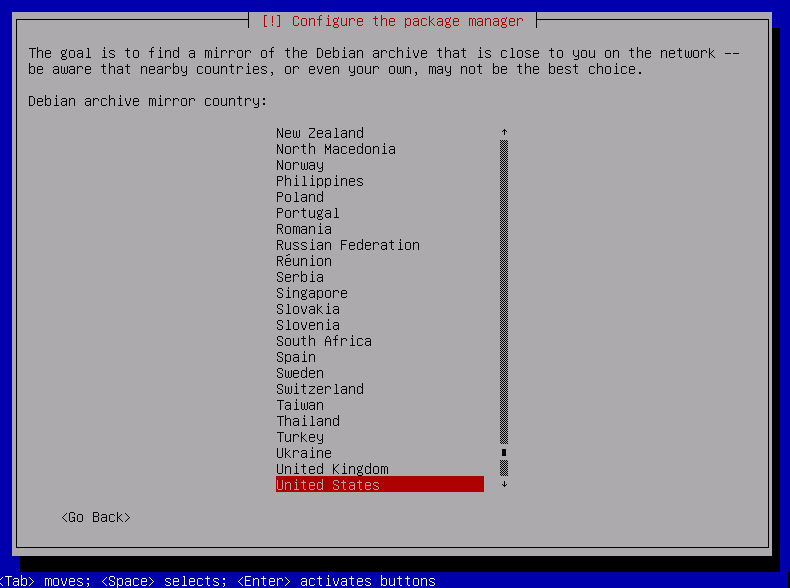 [!] Configure the package manager
The goal is to find a mirror of the Debian archive that is close to you on the network --
be aware that nearby countries, or even your own, may not be the best choice.
Debian archive mirror country:
New Zealand ↑
North Macedonia
Norway
Philippines
Poland
Portugal
Romania
Russian Federation
Réunion
Serbia
Singapore
Slovakia
Slovenia
South Africa
Spain
Sweden
Switzerland
Taiwan
Thailand
Turkey
Ukraine
United Kingdom
United States ↓
<Go Back>
<Tab> moves; <Space> selects; <Enter> activates buttons